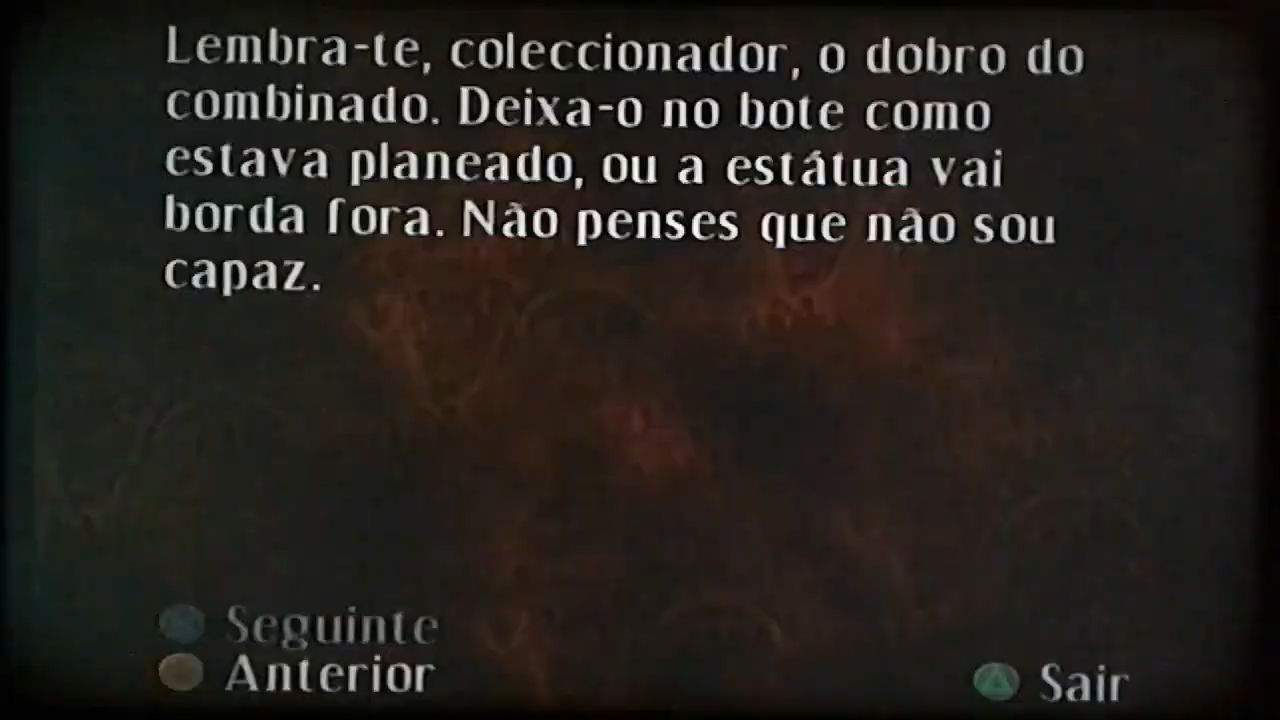 Lembra-te, coleccionador, o dobro do
combinado. Deixa-o no bote como
estava planeado, ou a estátua vai
borda fora. Não penses que não sou
capaz.
Seguinte
Anterior
Sair